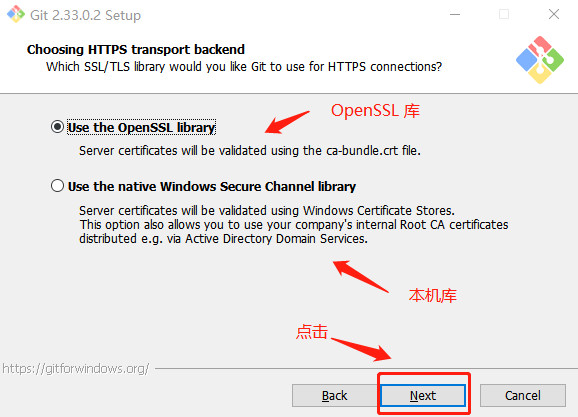 Git 2.33.0.2 Setup
Choosing HTTPS transport backend
Which SSL/TLS library would you like Git to use for HTTPS connections?
OpenSSL 库
Use the OpenSSL library
Server certificates will be validated using the ca-bundle.crt file.
Use the native Windows Secure Channel library
Server certificates will be validated using Windows Certificate Stores.
This option also allows you to use your company's internal Root CA certificates
distributed e.g. via Active Directory Domain Services.
本机库
点击
https://gitforwindows.org/
Back
Next
Cancel